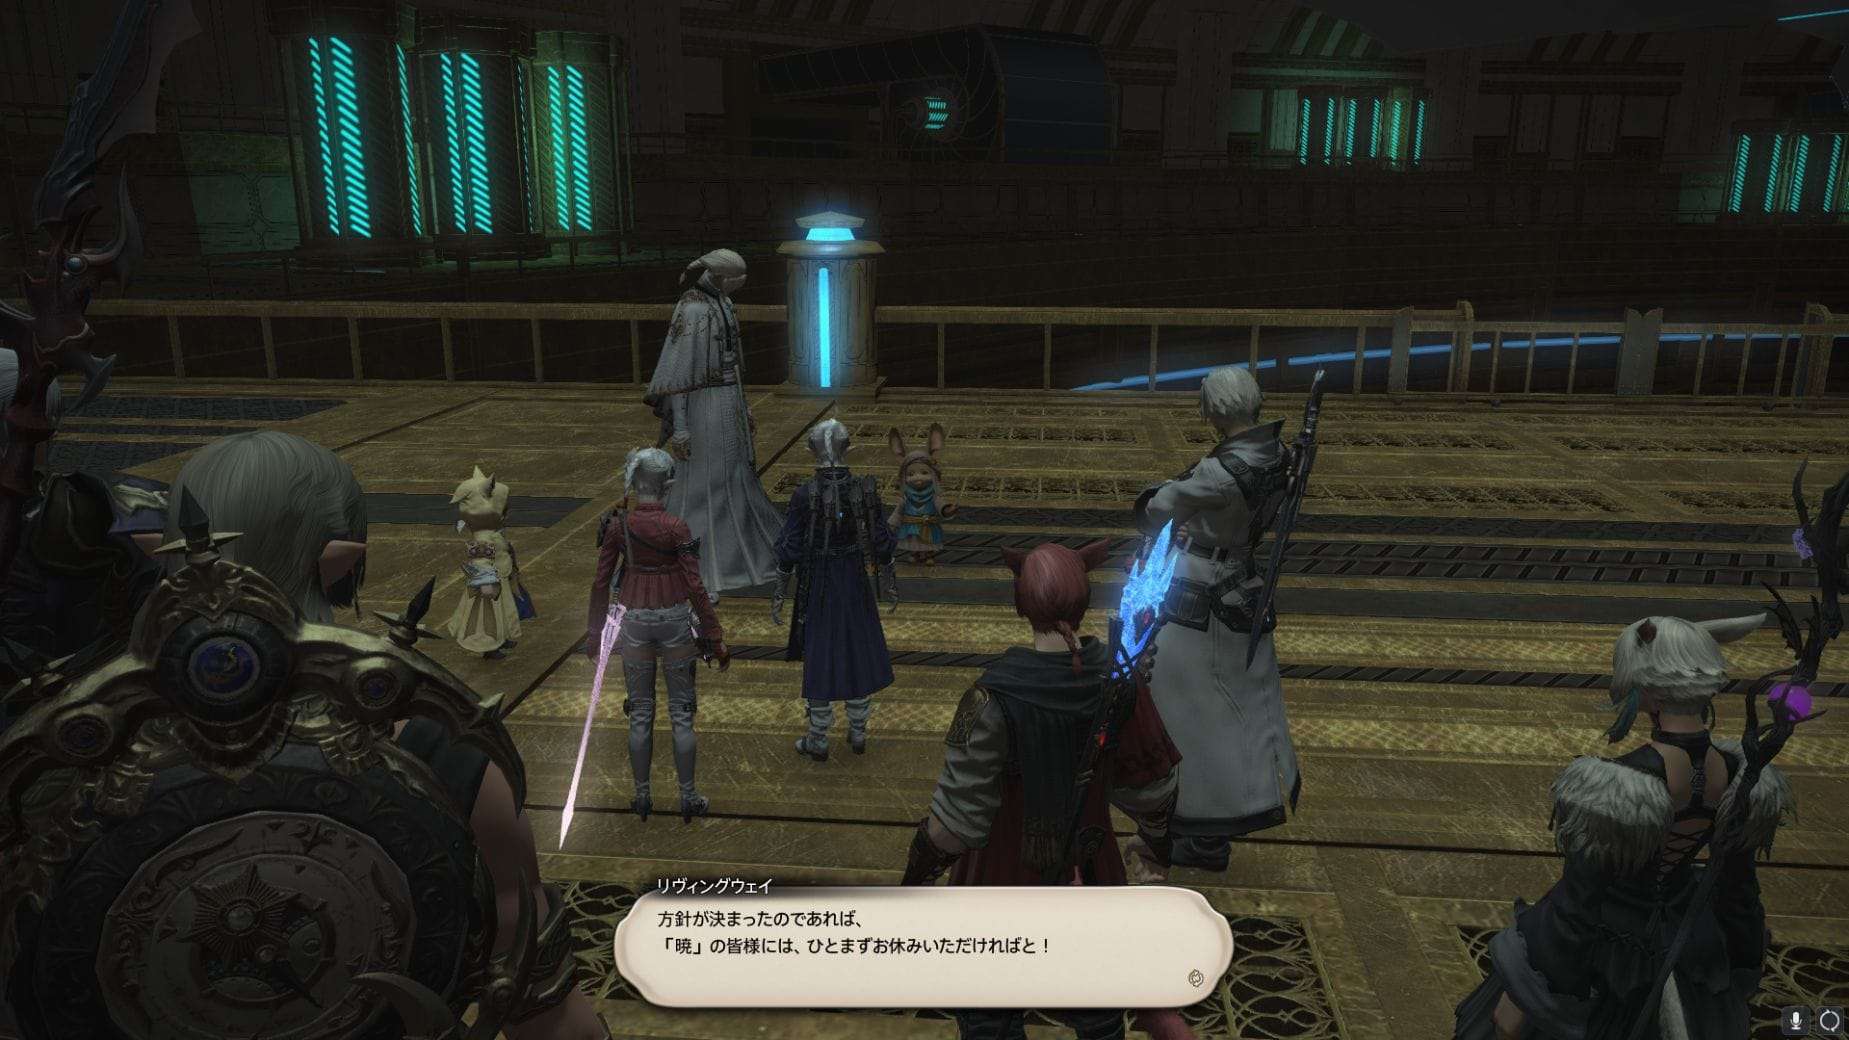 リヴィングウェイ
方針が決まったのであれば、
「暁」の皆様には、ひとまずお休みいただければと！